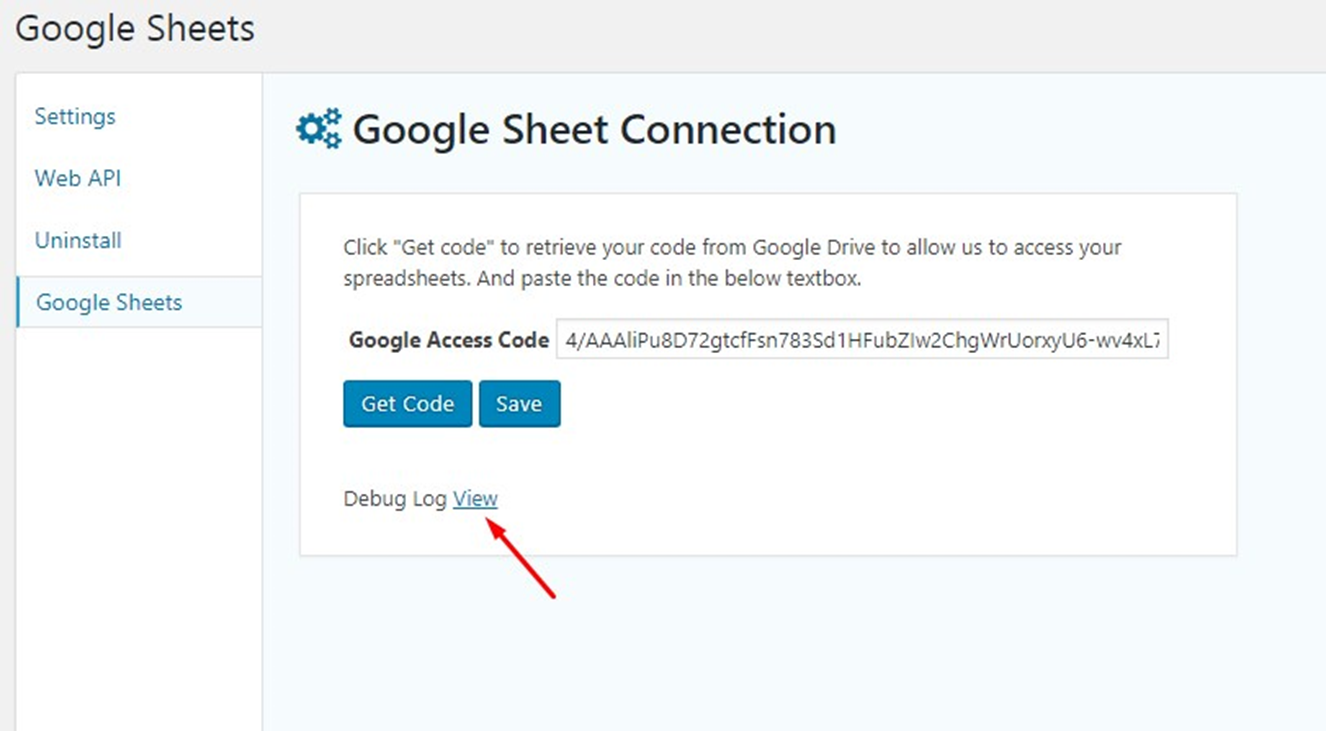 Google Sheets
Settings
Web API
Uninstall
Google Sheets
Google Sheet Connection
Click "Get code" to retrieve your code from Google Drive to allow us to access your
spreadsheets. And paste the code in the below textbox.
Google Access Code 4/AAAliPu8D72gtcfFsn783Sd1HFubZIw2ChgWrUorxyU6-wv4xL7
Get Code Save
Debug Log View